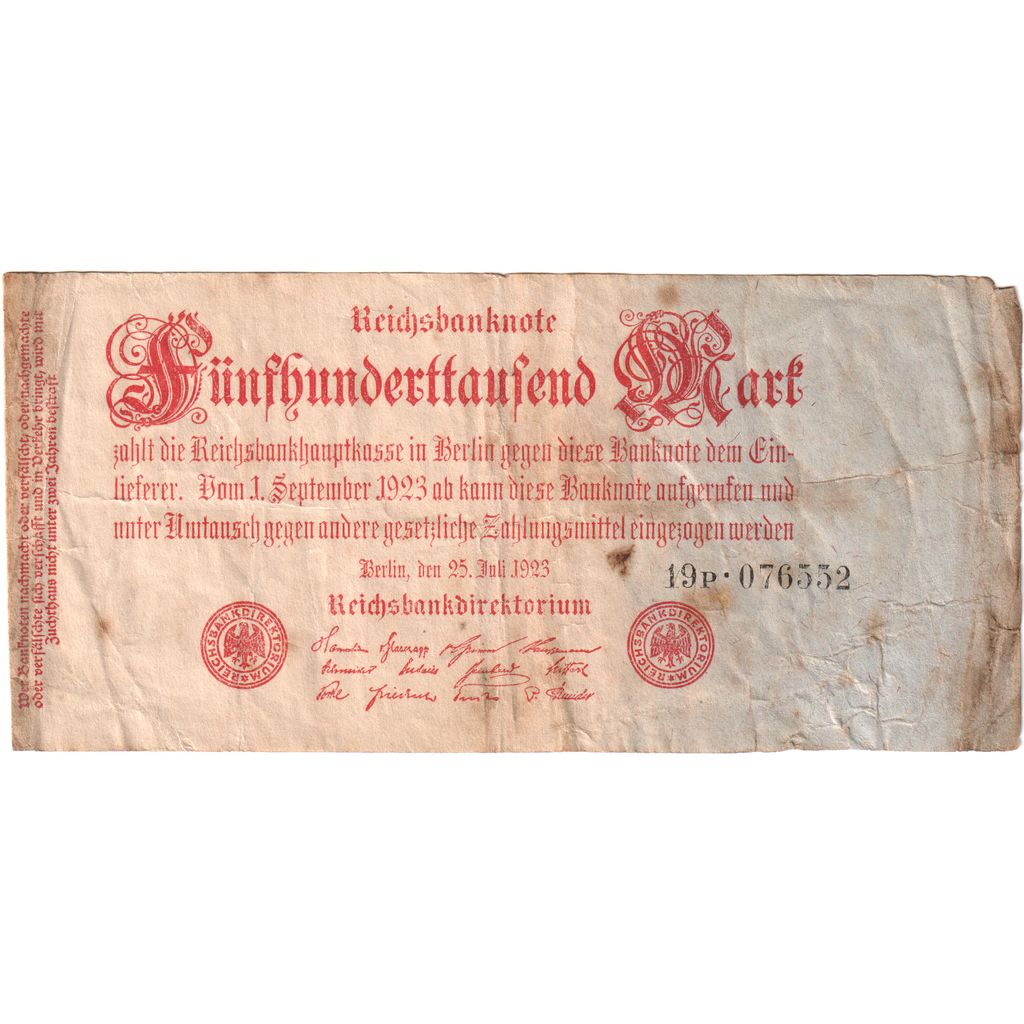 Reichsbanknote
Fünfhunderttausend Mark
zahlt die Reichsbankhauptkasse in Berlin gegen diese Banknote dem Ein-
lieferer. Vom 1. September 1923 ab kann diese Banknote aufgerufen und
unter Umtausch gegen andere gesetzliche Zahlungsmittel eingezogen werden
Berlin, den 25. Juli 1923
19P·076552
Reichsbankdirektorium
REICHSBANKDIREKTORIUM
REICHSBANKDIREKTORIUM
Schneider
Friedrich
P. Schneider
Wer Banknoten nachmacht oder verfälscht, oder nachgemachte
oder verfälschte sich verschafft und in Verkehr bringt, wird mit
Zuchthaus nicht unter zwei Jahren bestraft.